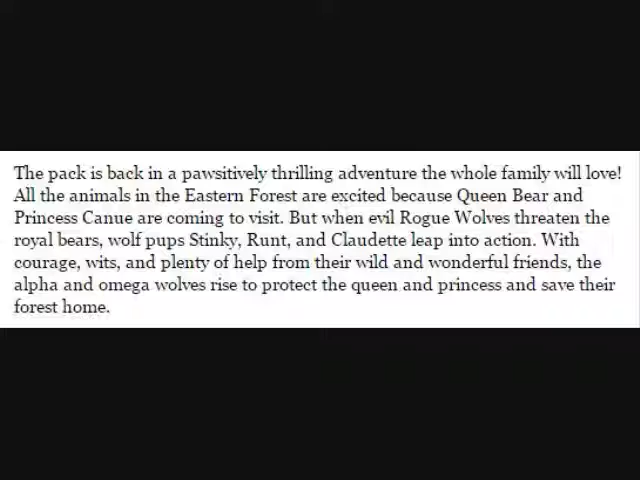 The pack is back in a pawsitively thrilling adventure the whole family will love!
All the animals in the Eastern Forest are excited because Queen Bear and
Princess Canue are coming to visit. But when evil Rogue Wolves threaten the
royal bears, wolf pups Stinky, Runt, and Claudette leap into action. With
courage, wits, and plenty of help from their wild and wonderful friends, the
alpha and omega wolves rise to protect the queen and princess and save their
forest home.